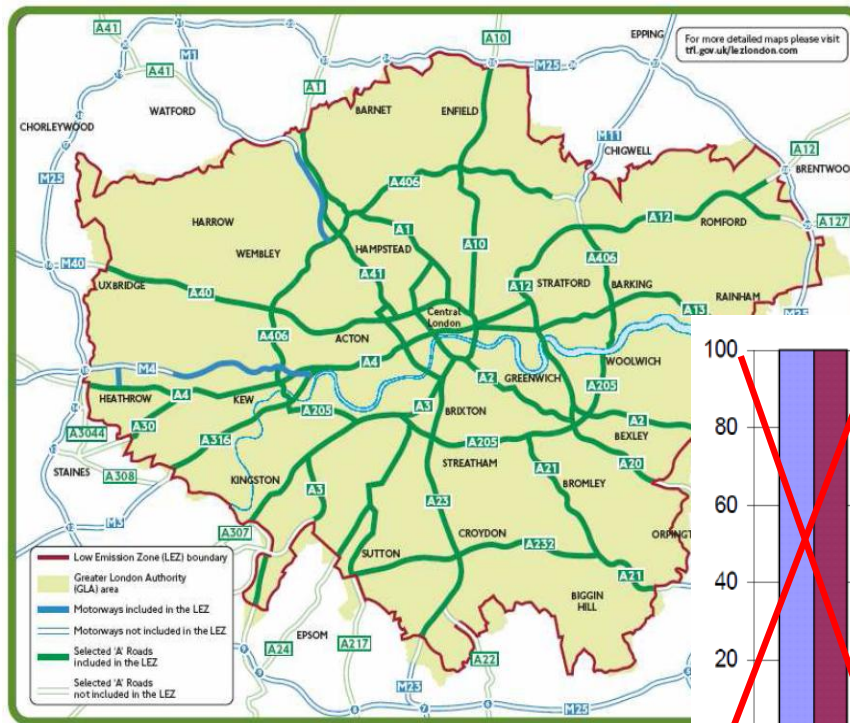 For more detailed maps please visit
tfl.gov.uk/lezlondon.com
A41
M1
A41
A1
A10
M25
EPPING
WATFORD
CHORLEYWOOD
BARNET
ENFIELD
M11
CHIGWELL
A12
BRENTWOO
M25
A406
HARROW
A1
HAMPSTEAD
WEMBLEY
A10
A12
ROMFORD
A127
A406
M40
UXBRIDGE
A41
A40
A12
STRATFORD
BARKING
RAINHAM
A13
M25
Central
London
A406
ACTON
M4
A4
WOOLWICH
HEATHROW
A4
KEW
A2
GREENWICH
A205
A30
A205
A3
BRIXTON
A2
A3044
A316
A205
BEXLEY
STAINES
A308
STREATHAM
A21
A20
KINGSTON
A3
BROMLEY
M3
A307
A23
CROYDON
ORPINGT
SUTTON
A232
A21
BIGGIN
HILL
EPSOM
A24
A217
A22
M23
M25
Low Emission Zone (LEZ) boundary
Greater London Authority
(GLA) area
Motorways included in the LEZ
Motorways not included in the LEZ
Selected 'A' Roads
included in the LEZ
Selected 'A' Roads
not included in the LEZ
100
80
60
40
20